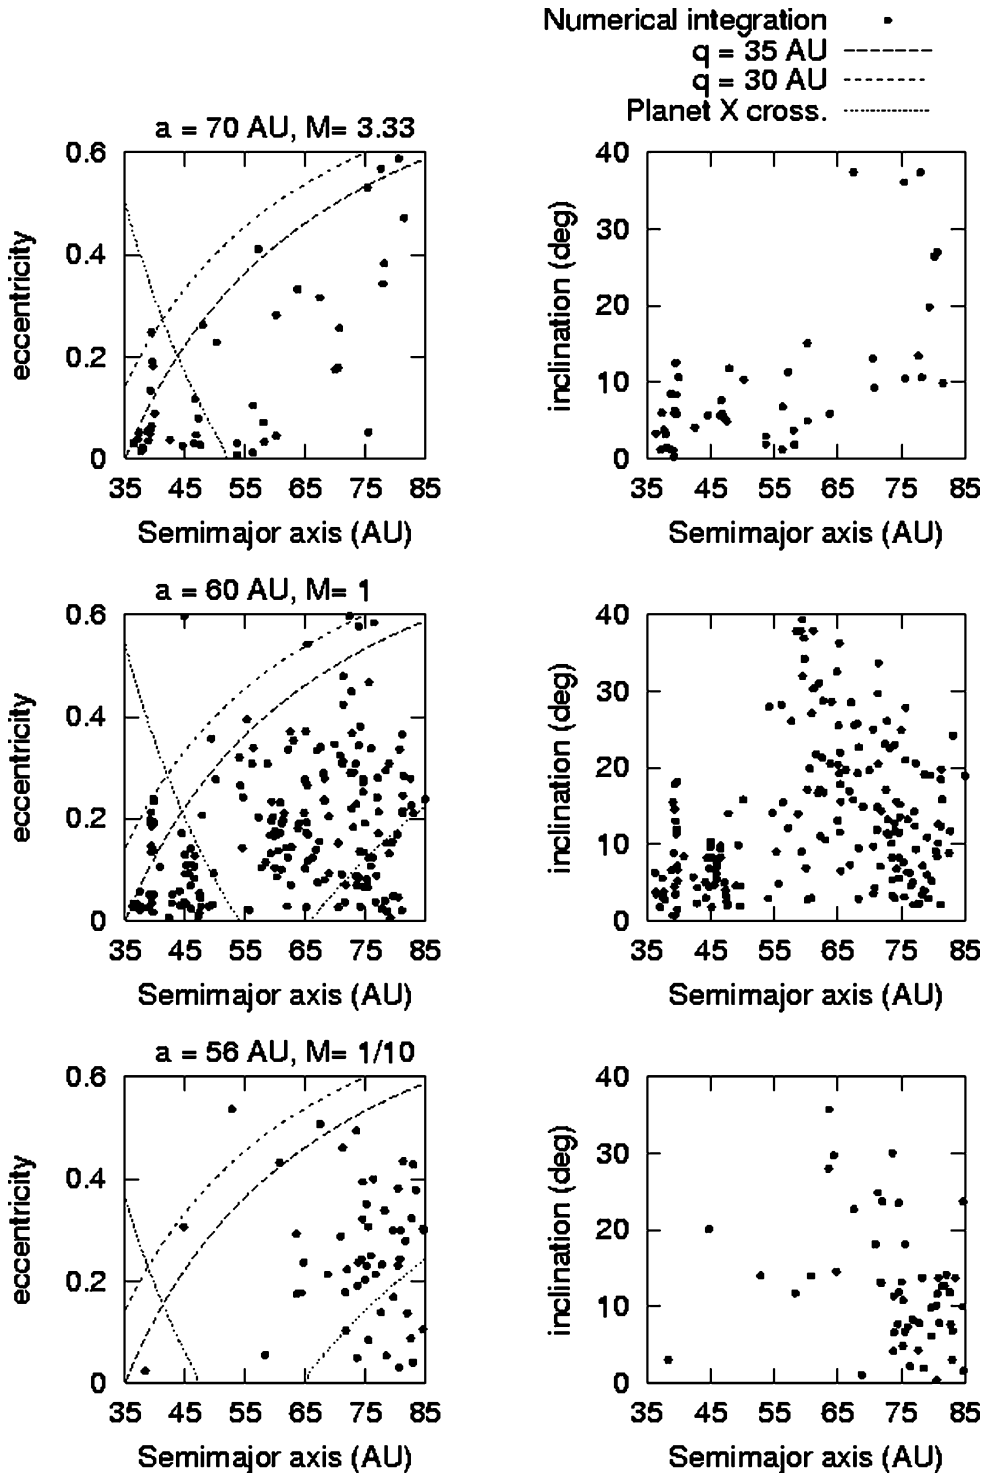 Numerical integration
q = 35 AU
q = 30 AU
Planet X cross.
a = 70 AU, M= 3.33
0.6
0.4
0.2
0
eccentricity
35 45 55 65 75 85
Semimajor axis (AU)
40
30
20
10
0
inclination (deg)
35 45 55 65 75 85
Semimajor axis (AU)
a = 60 AU, M= 1
0.6
0.4
0.2
0
eccentricity
35 45 55 65 75 85
Semimajor axis (AU)
40
30
20
10
0
inclination (deg)
35 45 55 65 75 85
Semimajor axis (AU)
a = 56 AU, M= 1/10
0.6
0.4
0.2
0
eccentricity
35 45 55 65 75 85
Semimajor axis (AU)
40
30
20
10
0
inclination (deg)
35 45 55 65 75 85
Semimajor axis (AU)